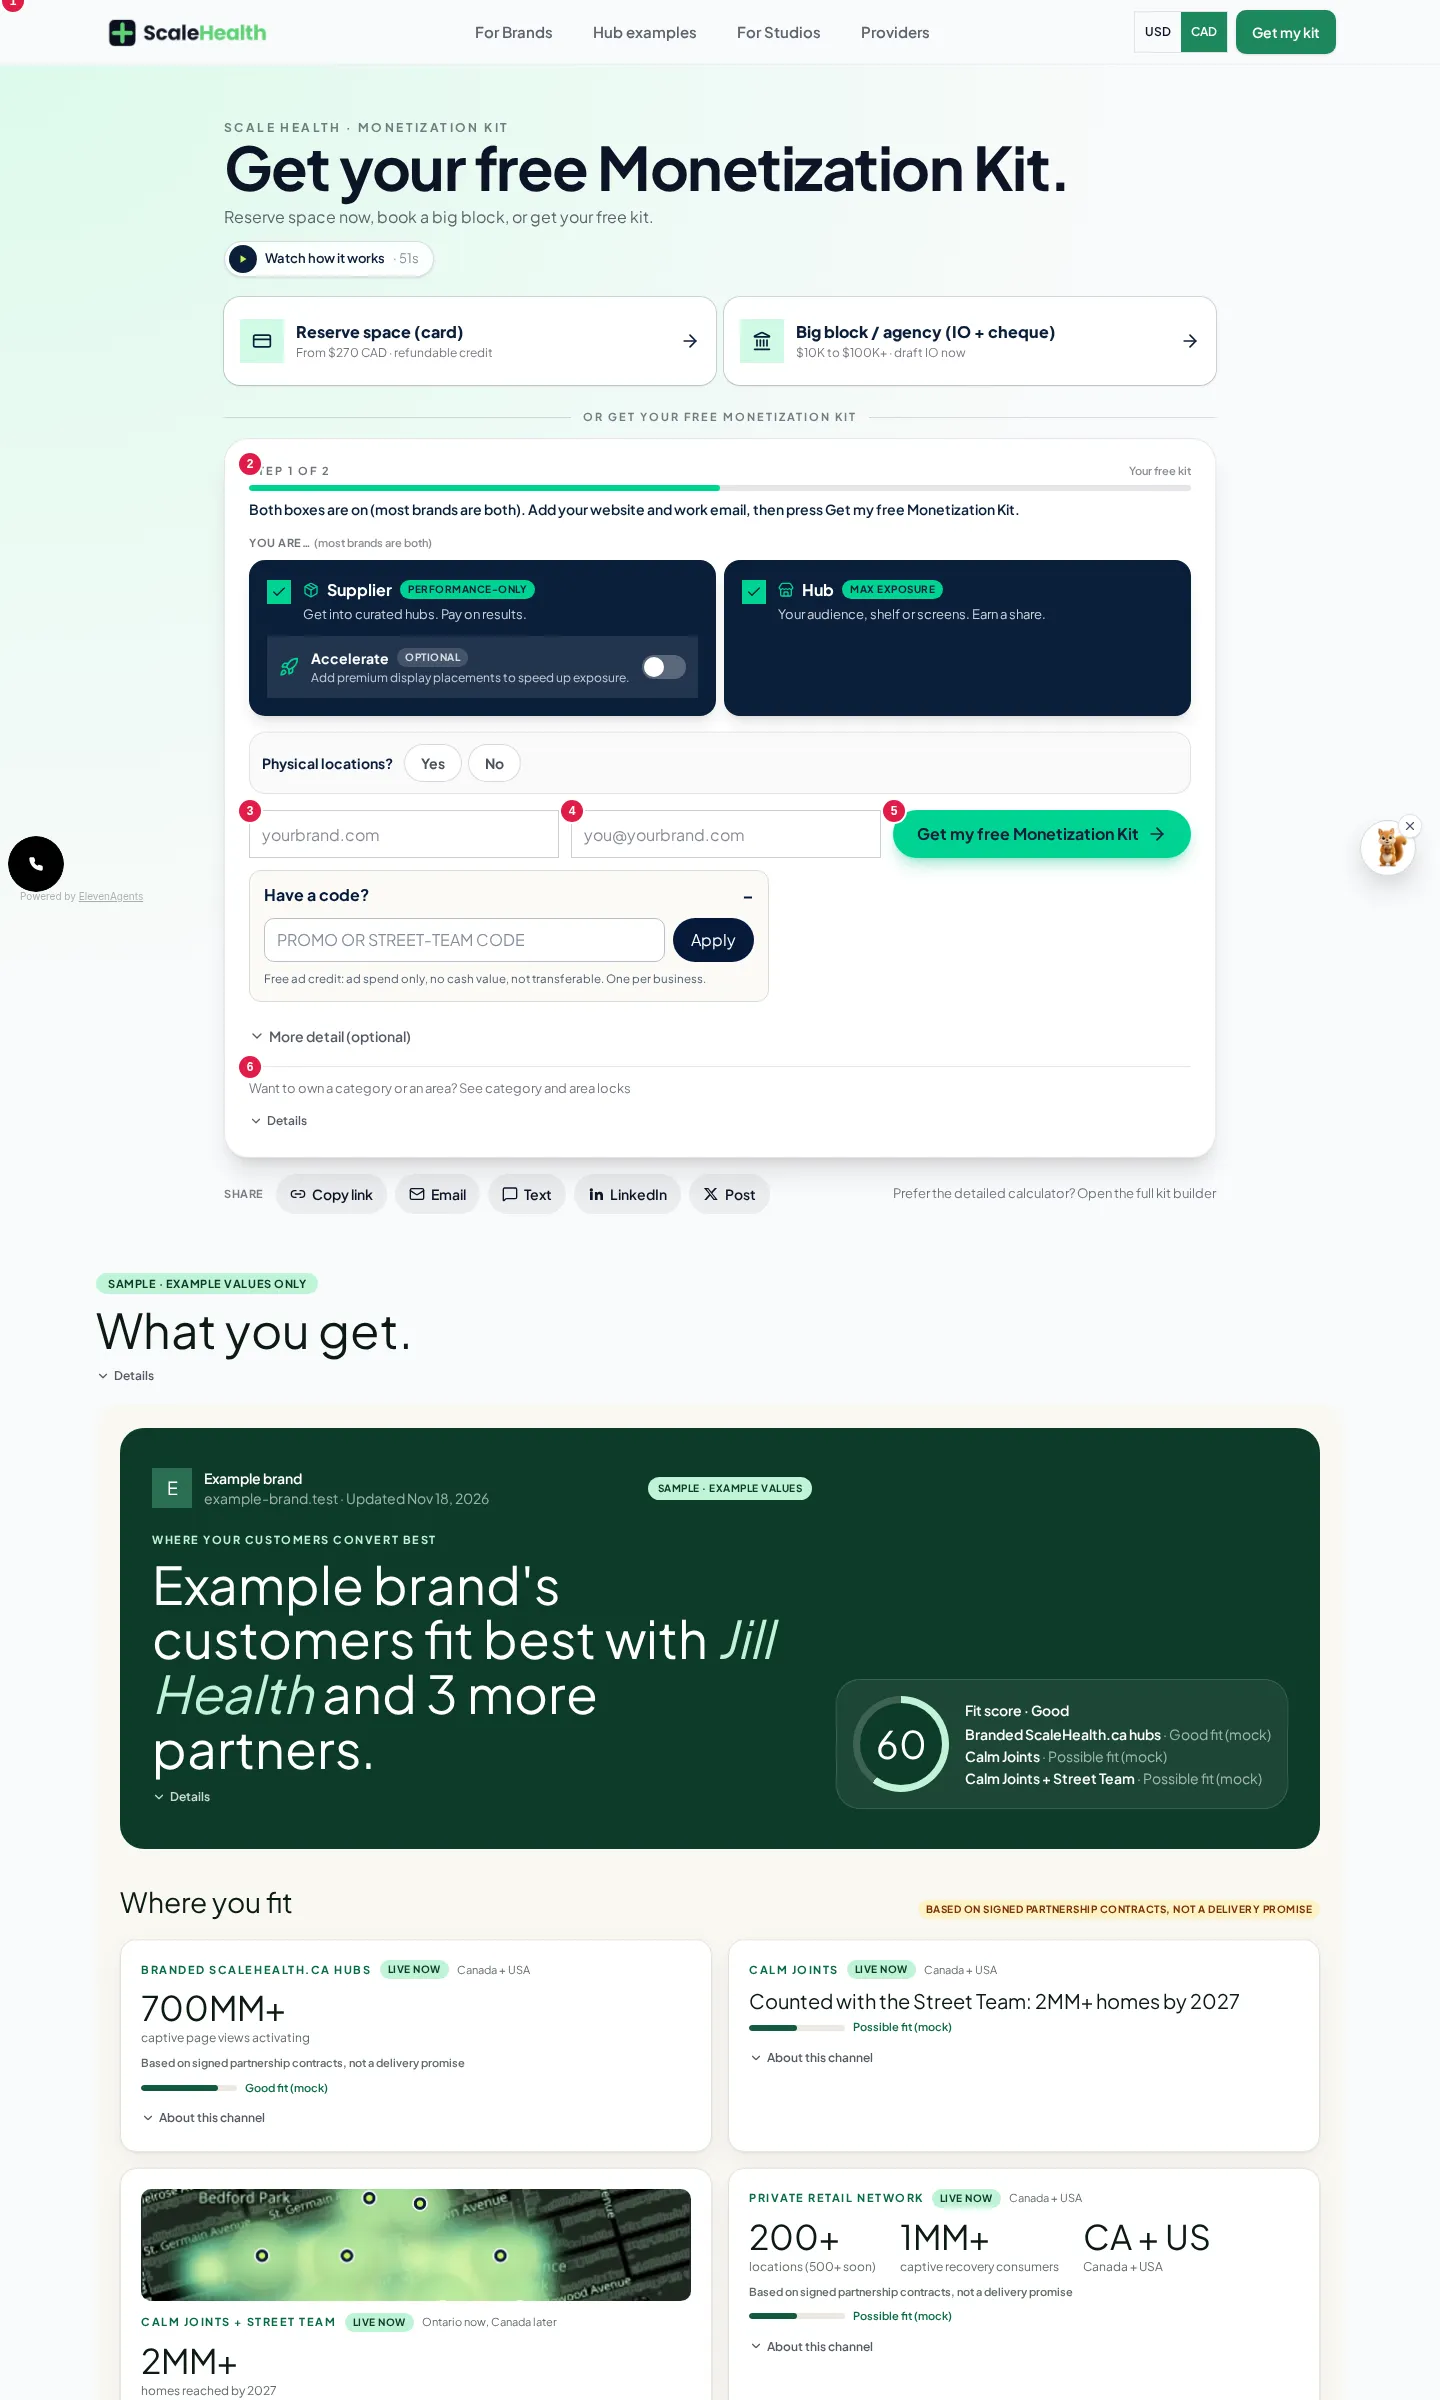 1
ScaleHealth
For Brands
Hub examples
For Studios
Providers
USD
CAD
Get my kit
SCALE HEALTH · MONETIZATION KIT
Get your free Monetization Kit.
Reserve space now, book a big block, or get your free kit.
Watch how it works · 51s
Reserve space (card)
From $270 CAD · refundable credit
Big block / agency (IO + cheque)
$10K to $100K+ · draft IO now
OR GET YOUR FREE MONETIZATION KIT
2
TEP 1 OF 2
Your free kit
Both boxes are on (most brands are both). Add your website and work email, then press Get my free Monetization Kit.
YOU ARE… (most brands are both)
Supplier PERFORMANCE-ONLY
Get into curated hubs. Pay on results.
Accelerate OPTIONAL
Add premium display placements to speed up exposure.
Hub MAX EXPOSURE
Your audience, shelf or screens. Earn a share.
Physical locations? Yes No
3
yourbrand.com
4
you@yourbrand.com
5
Get my free Monetization Kit
Powered by ElevenAgents
Have a code? –
PROMO OR STREET-TEAM CODE
Apply
Free ad credit: ad spend only, no cash value, not transferable. One per business.
More detail (optional)
6
Want to own a category or an area? See category and area locks
Details
SHARE
Copy link
Email
Text
LinkedIn
Post
Prefer the detailed calculator? Open the full kit builder
SAMPLE · EXAMPLE VALUES ONLY
What you get.
Details
E
Example brand
example-brand.test · Updated Nov 18, 2026
SAMPLE · EXAMPLE VALUES
WHERE YOUR CUSTOMERS CONVERT BEST
Example brand's
customers fit best with Jill
Health and 3 more
partners.
Details
60
Fit score · Good
Branded ScaleHealth.ca hubs · Good fit (mock)
Calm Joints · Possible fit (mock)
Calm Joints + Street Team · Possible fit (mock)
Where you fit
BASED ON SIGNED PARTNERSHIP CONTRACTS, NOT A DELIVERY PROMISE
BRANDED SCALEHEALTH.CA HUBS LIVE NOW Canada + USA
700MM+
captive page views activating
Based on signed partnership contracts, not a delivery promise
Good fit (mock)
About this channel
CALM JOINTS LIVE NOW Canada + USA
Counted with the Street Team: 2MM+ homes by 2027
Possible fit (mock)
About this channel
Bedford Park
St. Germain Avenue
St. Germain Avenue
wn Avenue
wood Avenue
CALM JOINTS + STREET TEAM LIVE NOW Ontario now, Canada later
2MM+
homes reached by 2027
PRIVATE RETAIL NETWORK LIVE NOW Canada + USA
200+
locations (500+ soon)
1MM+
captive recovery consumers
CA + US
Canada + USA
Based on signed partnership contracts, not a delivery promise
Possible fit (mock)
About this channel